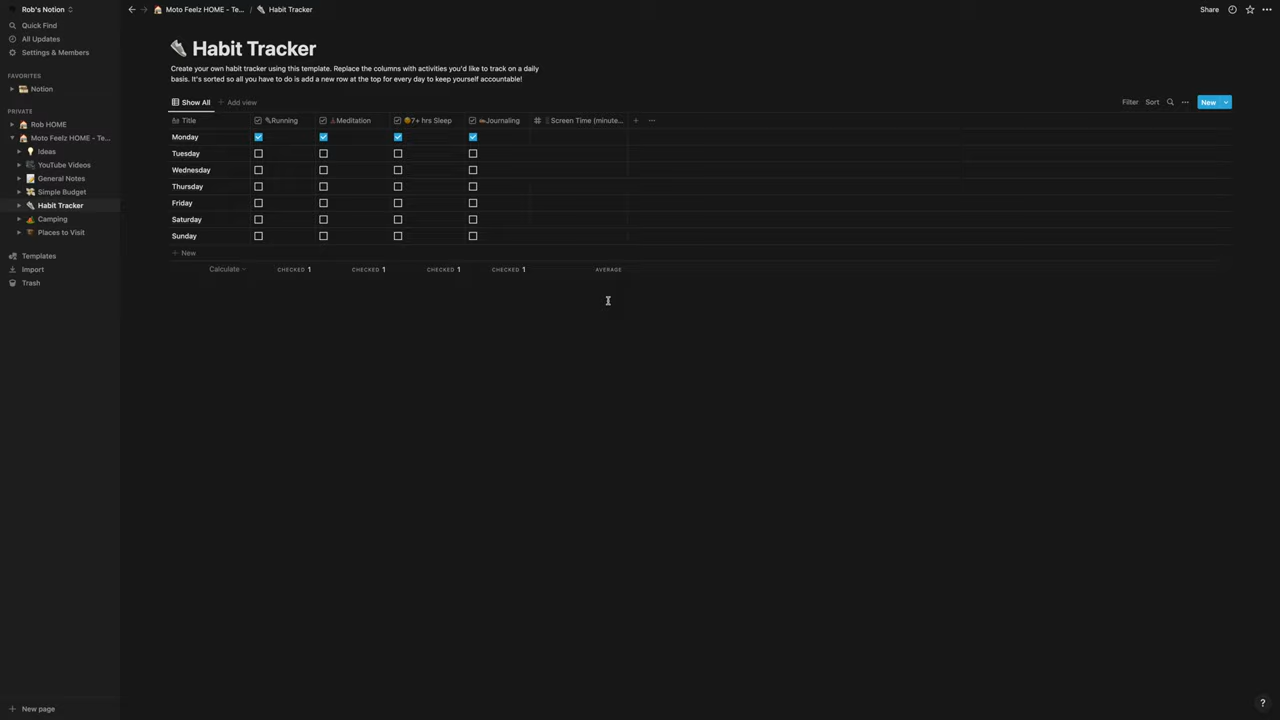 Rob's Notion
Moto Feelz HOME - Te... / Habit Tracker
Share
Quick Find
All Updates
Settings & Members
FAVORITES
Notion
PRIVATE
Rob HOME
Moto Feelz HOME - Te...
Ideas
YouTube Videos
General Notes
Simple Budget
Habit Tracker
Camping
Places to Visit
Templates
Import
Trash
New page
Habit Tracker
Create your own habit tracker using this template. Replace the columns with activities you'd like to track on a daily
basis. It's sorted so all you have to do is add a new row at the top for every day to keep yourself accountable!
Show All + Add view
Filter Sort ... New
Title Running Meditation 7+ hrs Sleep Journaling # Screen Time (minute... + ...
Monday
Tuesday
Wednesday
Thursday
Friday
Saturday
Sunday
+ New
Calculate CHECKED 1 CHECKED 1 CHECKED 1 CHECKED 1 AVERAGE
?